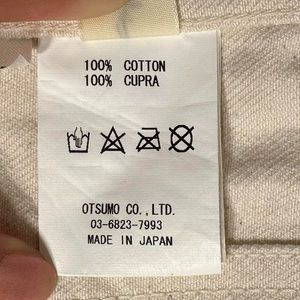 100% COTTON
100% CUPRA
OTSUMO CO.,LTD.
03-6823-7993
MADE IN JAPAN